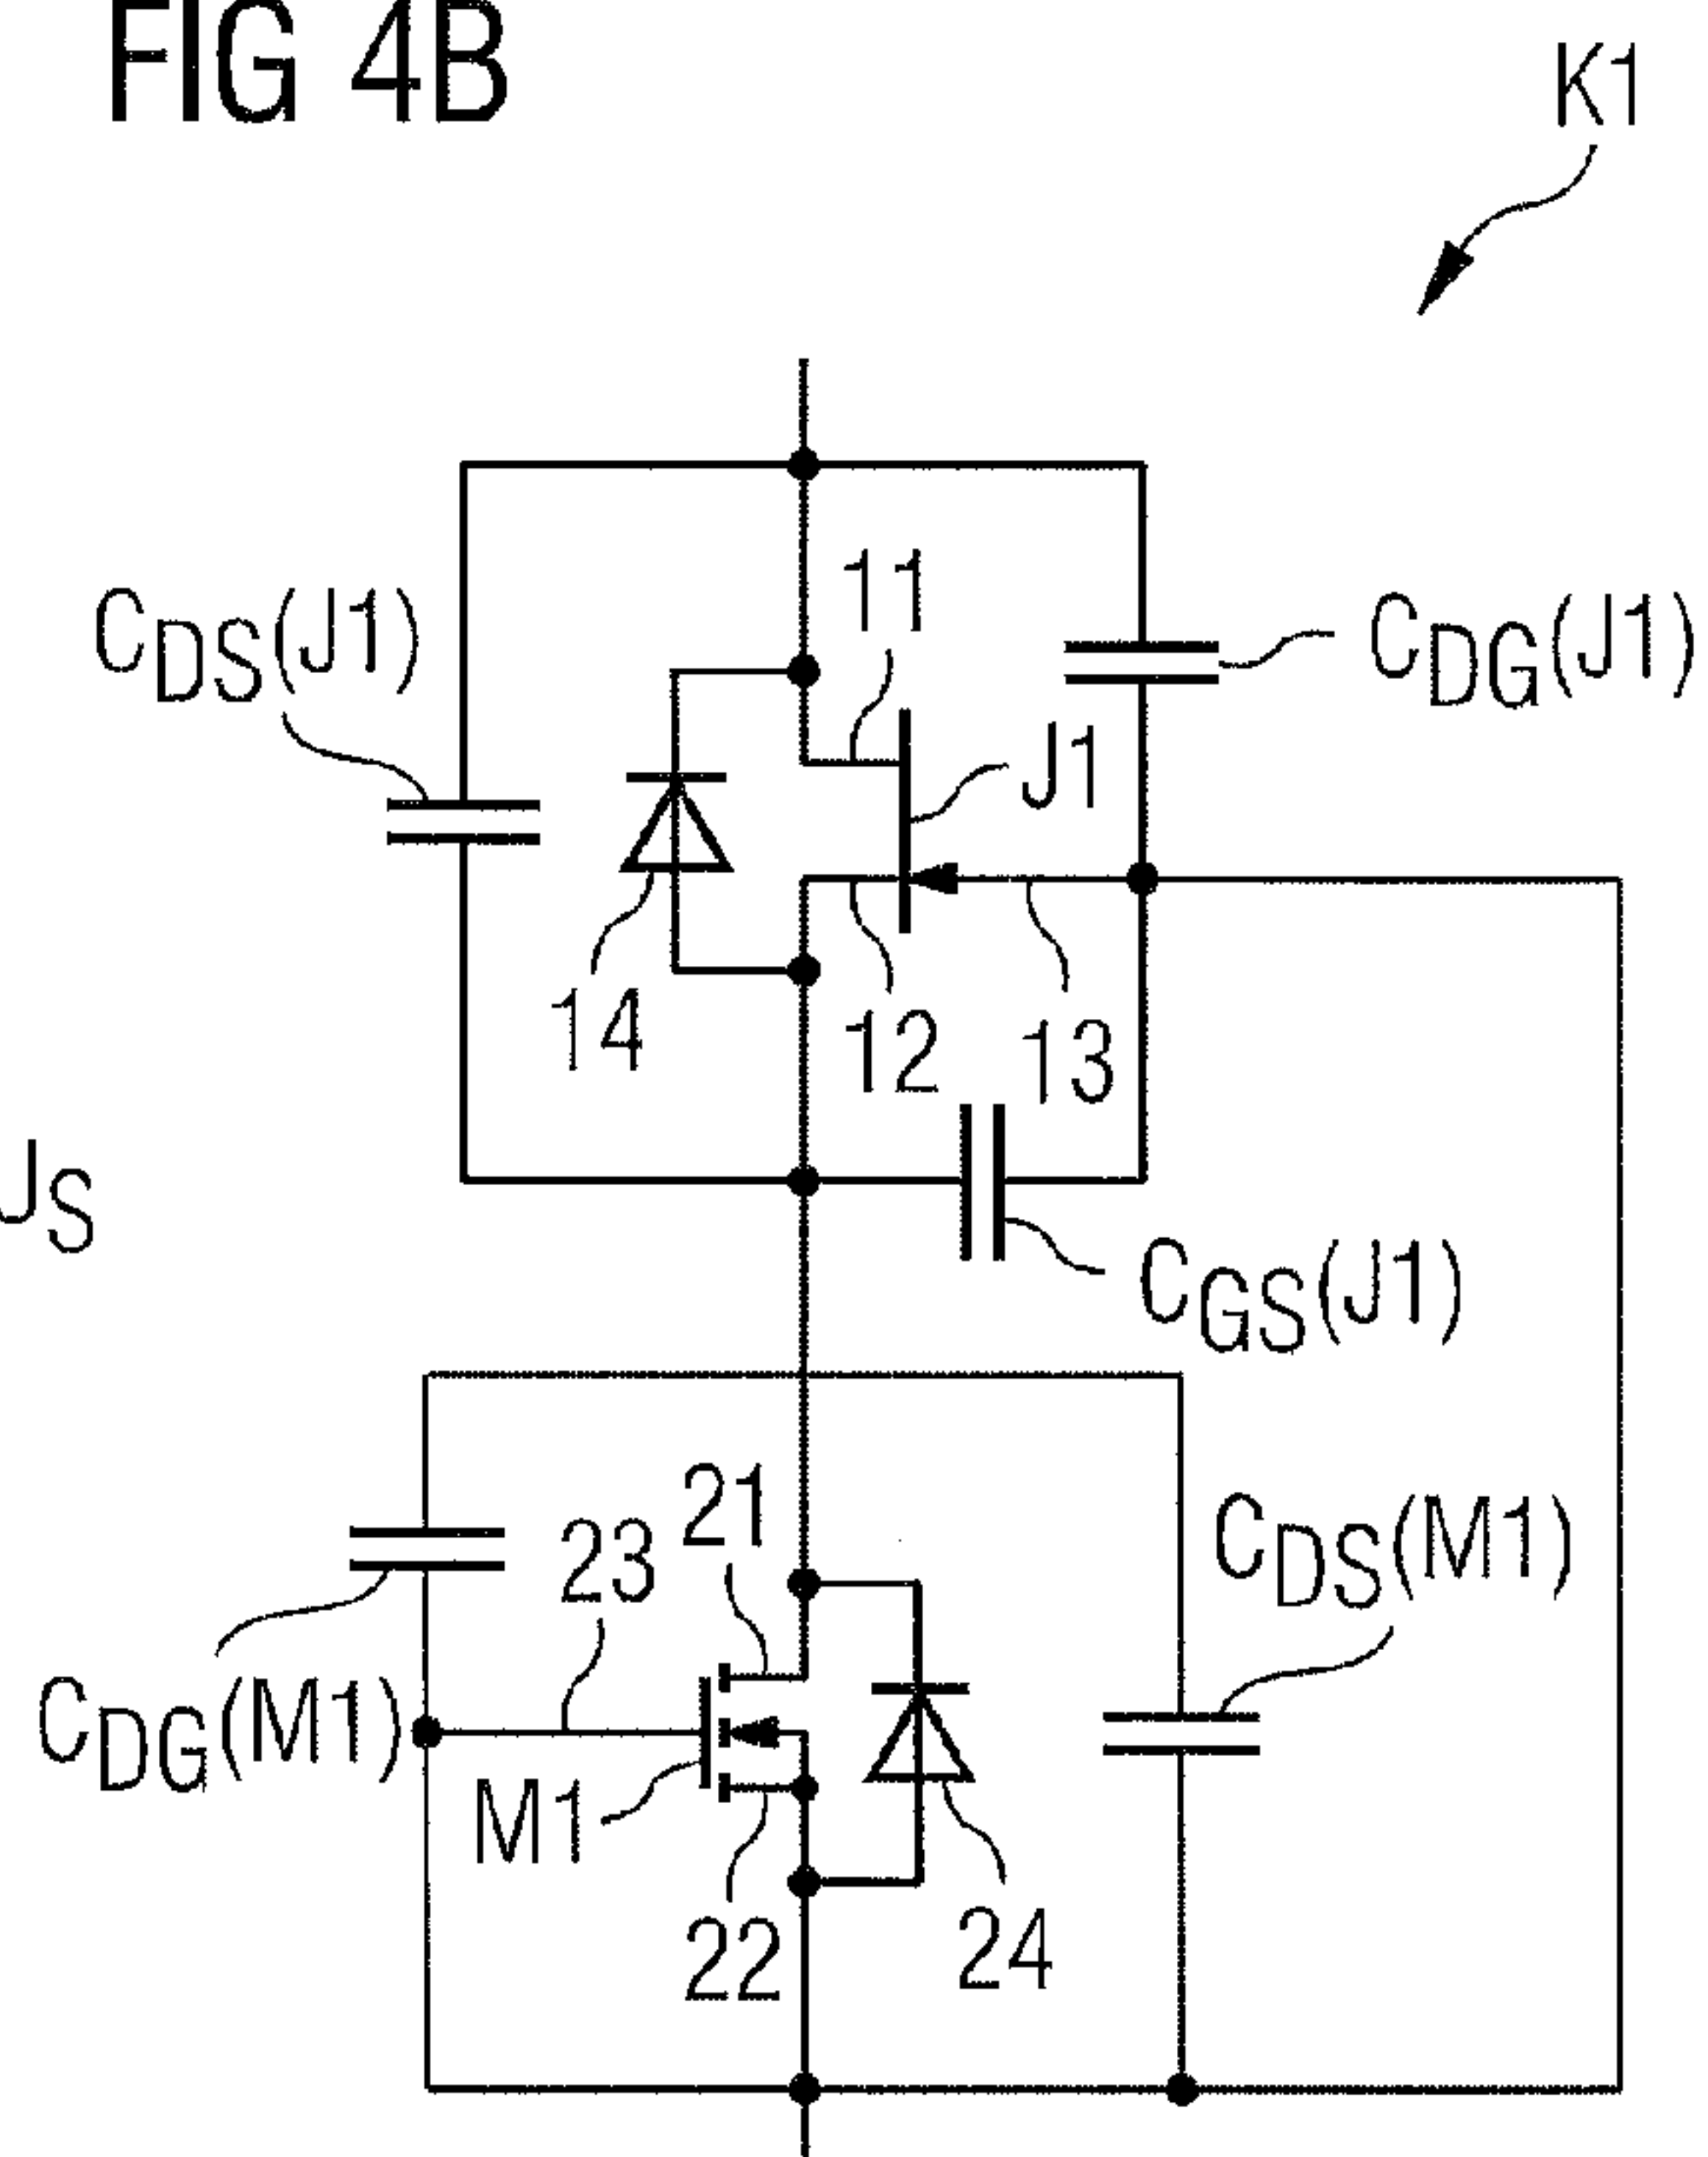 FIG 4B
K1
11
CDS(J1)
CDG(J1)
J1
14
12
13
JS
CGS(J1)
21
23
CDS(M1)
CDG(M1)
M1
22
24